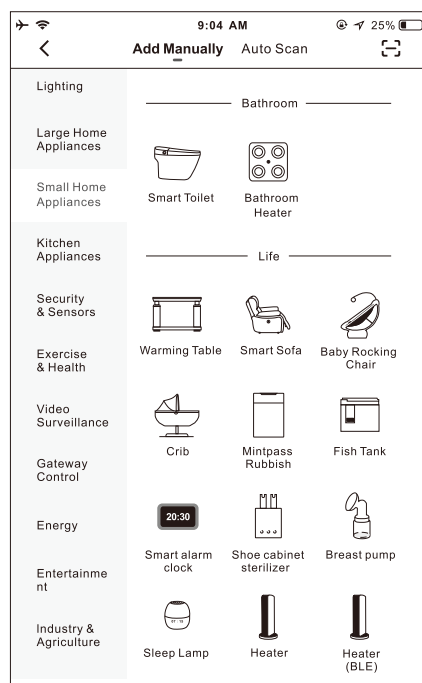 9:04 AM
25%
Add Manually
Auto Scan
Lighting
Large Home
Appliances
Small Home
Appliances
Kitchen
Appliances
Security
& Sensors
Exercise
& Health
Video
Surveillance
Gateway
Control
Energy
Entertainme
nt
Industry &
Agriculture
Bathroom
Smart Toilet
Bathroom
Heater
Life
Warming Table
Smart Sofa
Baby Rocking
Chair
Crib
Mintpass
Rubbish
Fish Tank
20:30
Smart alarm
clock
Shoe cabinet
sterilizer
Breast pump
Sleep Lamp
Heater
Heater
(BLE)